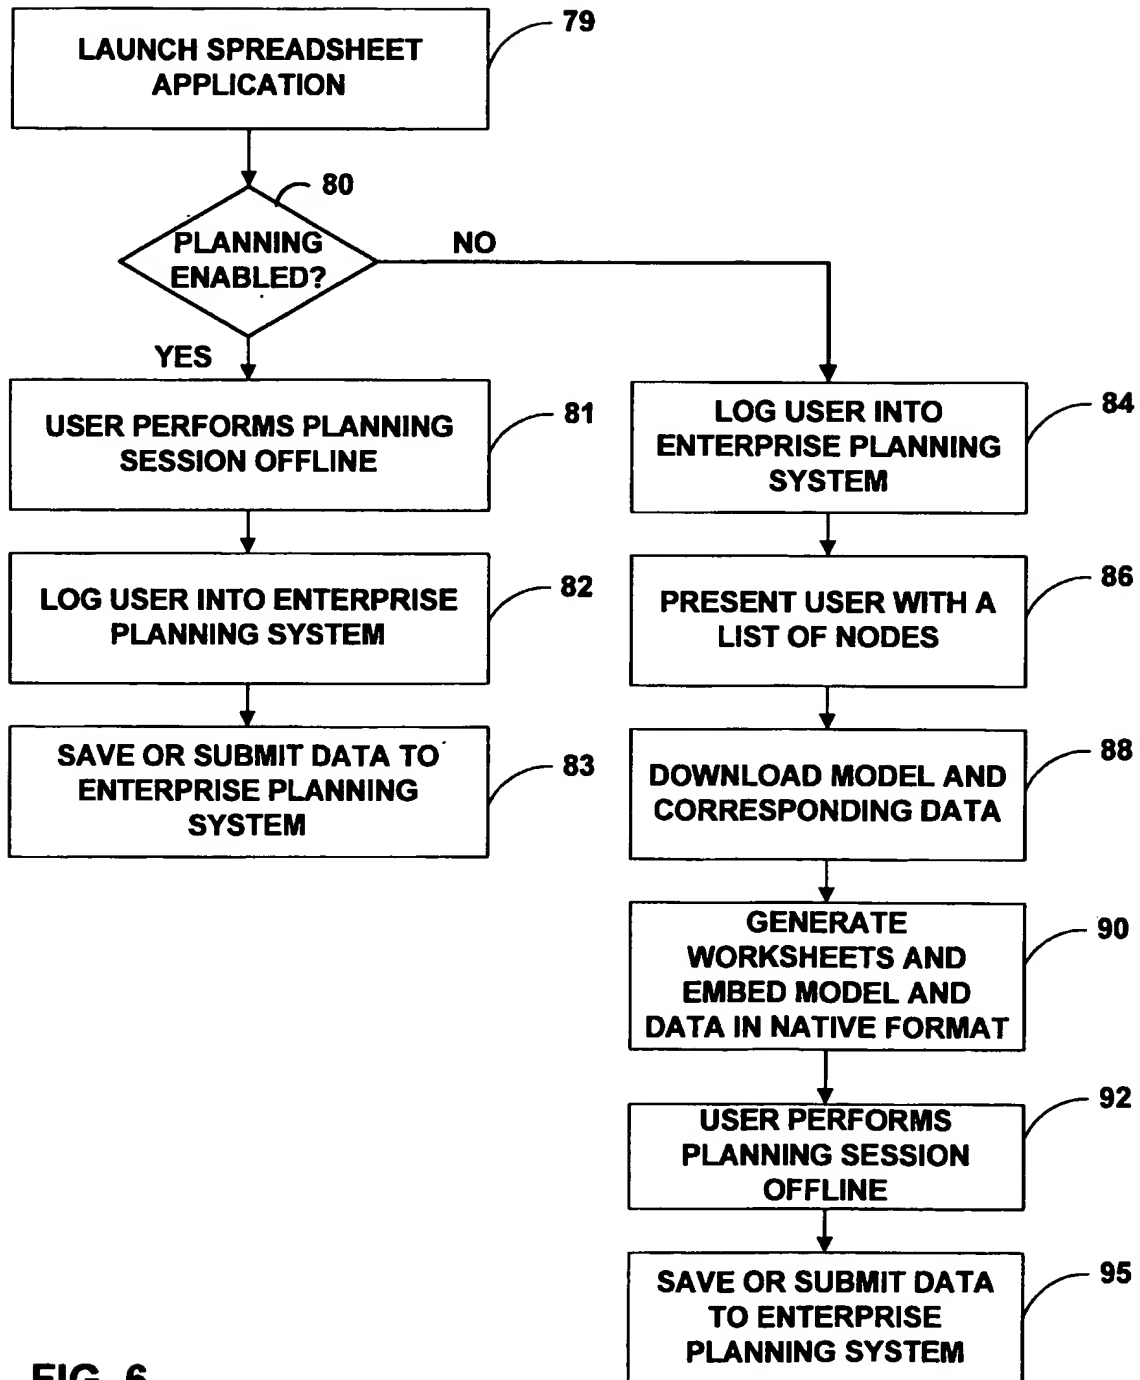 LAUNCH SPREADSHEET
APPLICATION
79
80
PLANNING
ENABLED?
NO
YES
USER PERFORMS PLANNING
SESSION OFFLINE
81
LOG USER INTO ENTERPRISE
PLANNING SYSTEM
82
SAVE OR SUBMIT DATA TO
ENTERPRISE PLANNING
SYSTEM
83
LOG USER INTO
ENTERPRISE PLANNING
SYSTEM
84
PRESENT USER WITH A
LIST OF NODES
86
DOWNLOAD MODEL AND
CORRESPONDING DATA
88
GENERATE
WORKSHEETS AND
EMBED MODEL AND
DATA IN NATIVE FORMAT
90
USER PERFORMS
PLANNING SESSION
OFFLINE
92
SAVE OR SUBMIT DATA
TO ENTERPRISE
PLANNING SYSTEM
95
FIG. 6